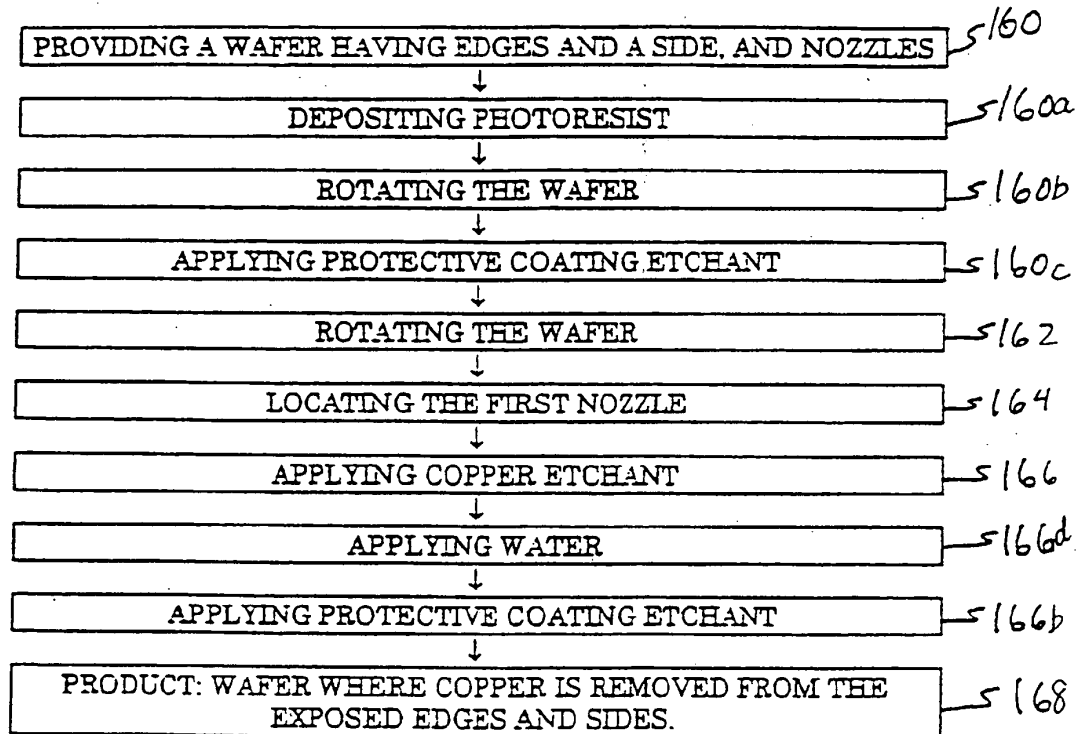 PROVIDING A WAFER HAVING EDGES AND A SIDE, AND NOZZLES 160
DEPOSITING PHOTORESIST 160a
ROTATING THE WAFER 160b
APPLYING PROTECTIVE COATING ETCHANT 160c
ROTATING THE WAFER 162
LOCATING THE FIRST NOZZLE 164
APPLYING COPPER ETCHANT 166
APPLYING WATER 166d
APPLYING PROTECTIVE COATING ETCHANT 166b
PRODUCT: WAFER WHERE COPPER IS REMOVED FROM THE
EXPOSED EDGES AND SIDES. 168